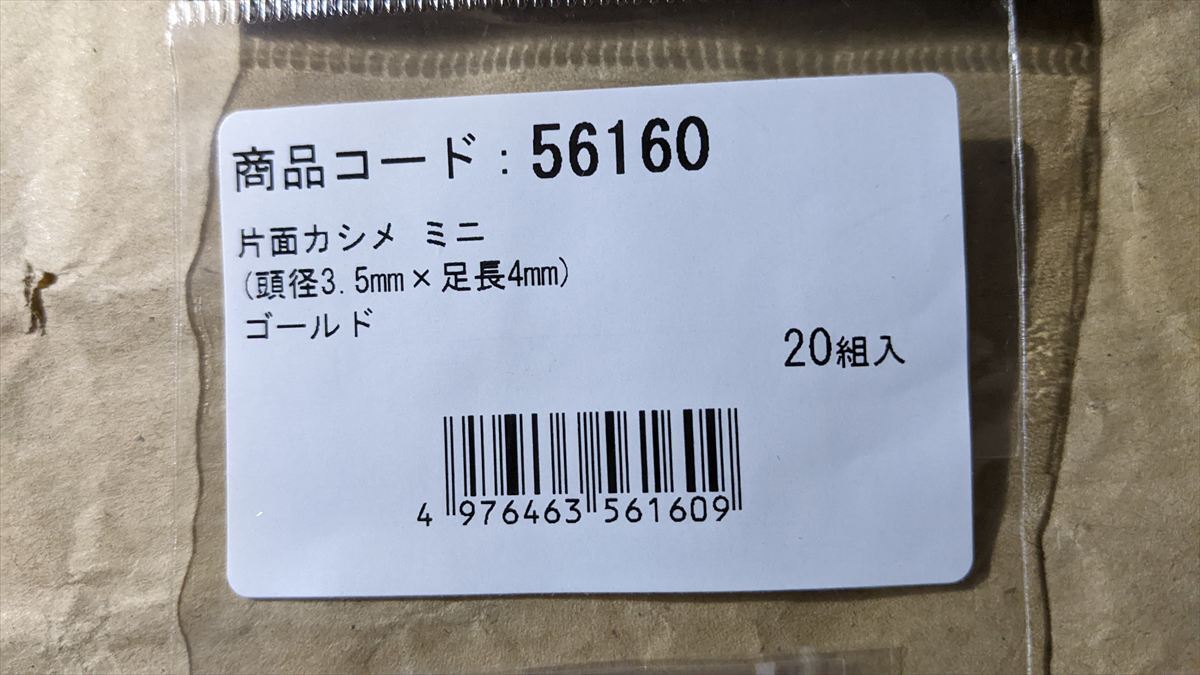 商品コード：56160
片面カシメ ミニ
(頭径3.5mm×足長4mm)
ゴールド
20組入
4 976463 561609